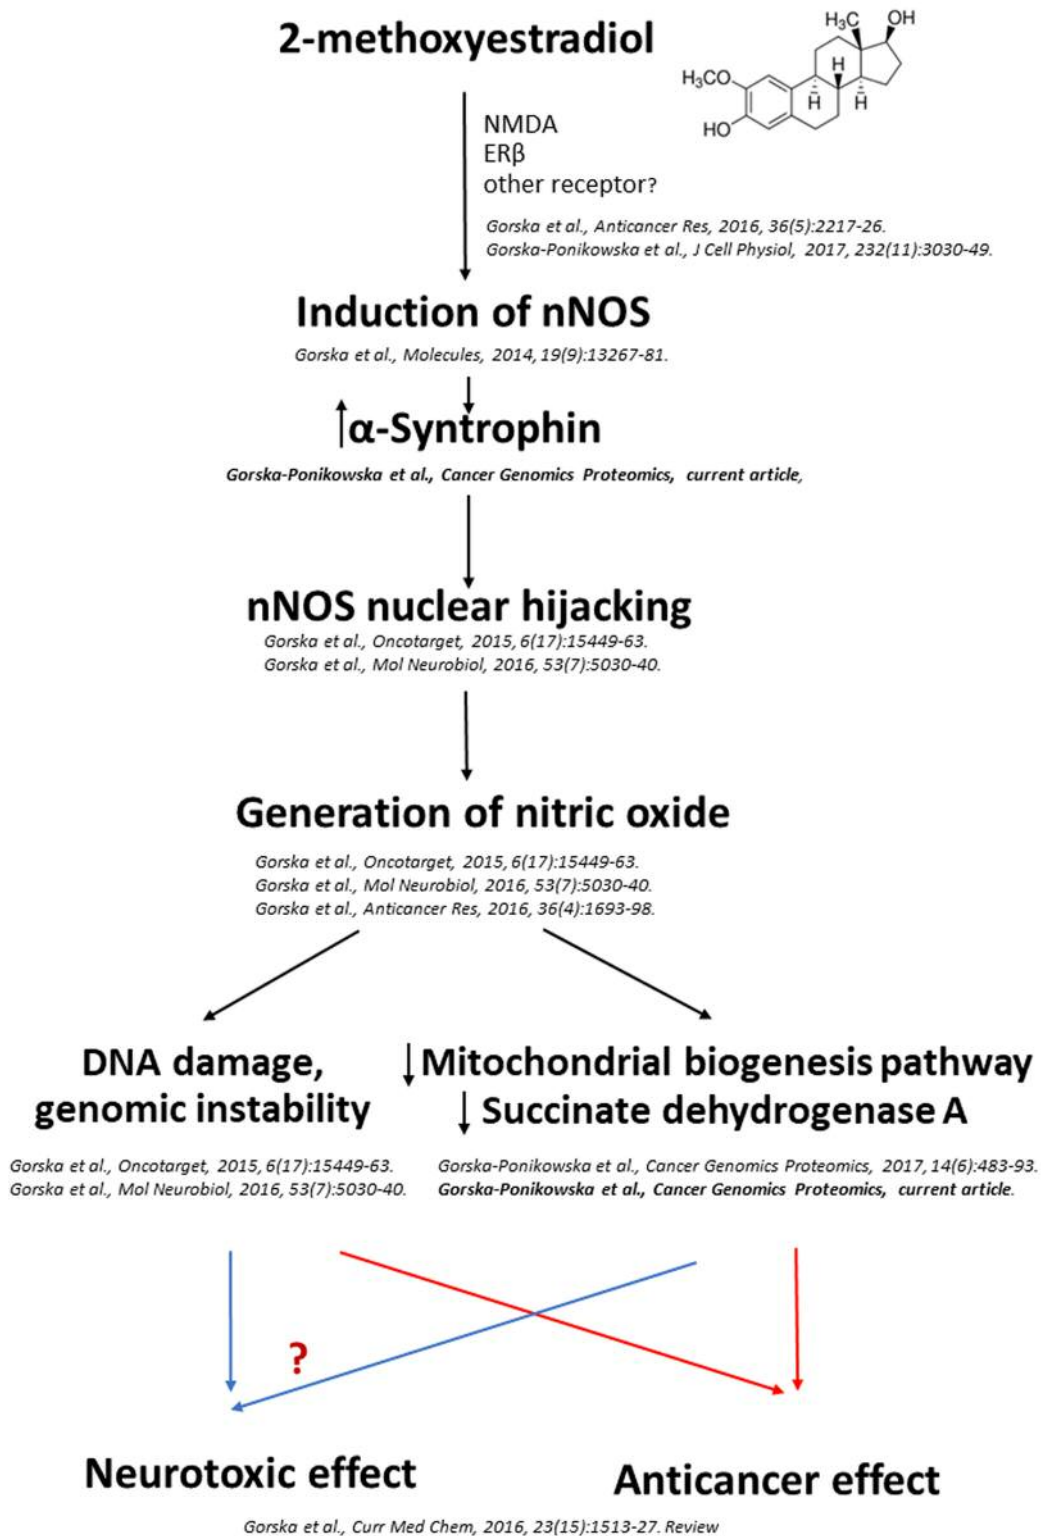 2-methoxyestradiol
H₃C OH
H₃CO
H
H H
HO
NMDA
ERβ
other receptor?
Gorska et al., Anticancer Res, 2016, 36(5):2217-26.
Gorska-Ponikowska et al., J Cell Physiol, 2017, 232(11):3030-49.
Induction of nNOS
Gorska et al., Molecules, 2014, 19(9):13267-81.
↑α-Syntrophin
Gorska-Ponikowska et al., Cancer Genomics Proteomics, current article,
nNOS nuclear hijacking
Gorska et al., Oncotarget, 2015, 6(17):15449-63.
Gorska et al., Mol Neurobiol, 2016, 53(7):5030-40.
Generation of nitric oxide
Gorska et al., Oncotarget, 2015, 6(17):15449-63.
Gorska et al., Mol Neurobiol, 2016, 53(7):5030-40.
Gorska et al., Anticancer Res, 2016, 36(4):1693-98.
DNA damage,
genomic instability
Gorska et al., Oncotarget, 2015, 6(17):15449-63.
Gorska et al., Mol Neurobiol, 2016, 53(7):5030-40.
↓Mitochondrial biogenesis pathway
↓ Succinate dehydrogenase A
Gorska-Ponikowska et al., Cancer Genomics Proteomics, 2017, 14(6):483-93.
Gorska-Ponikowska et al., Cancer Genomics Proteomics, current article.
?
Neurotoxic effect
Anticancer effect
Gorska et al., Curr Med Chem, 2016, 23(15):1513-27. Review